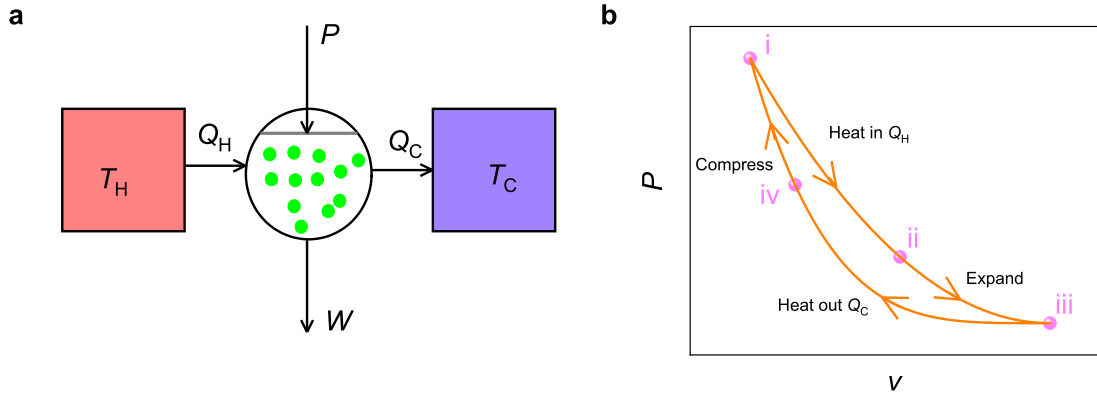 a
P
T_H
Q_H
Q_C
T_C
W
b
i
Heat in Q_H
Compress
iv
ii
Expand
Heat out Q_C
iii
P
v